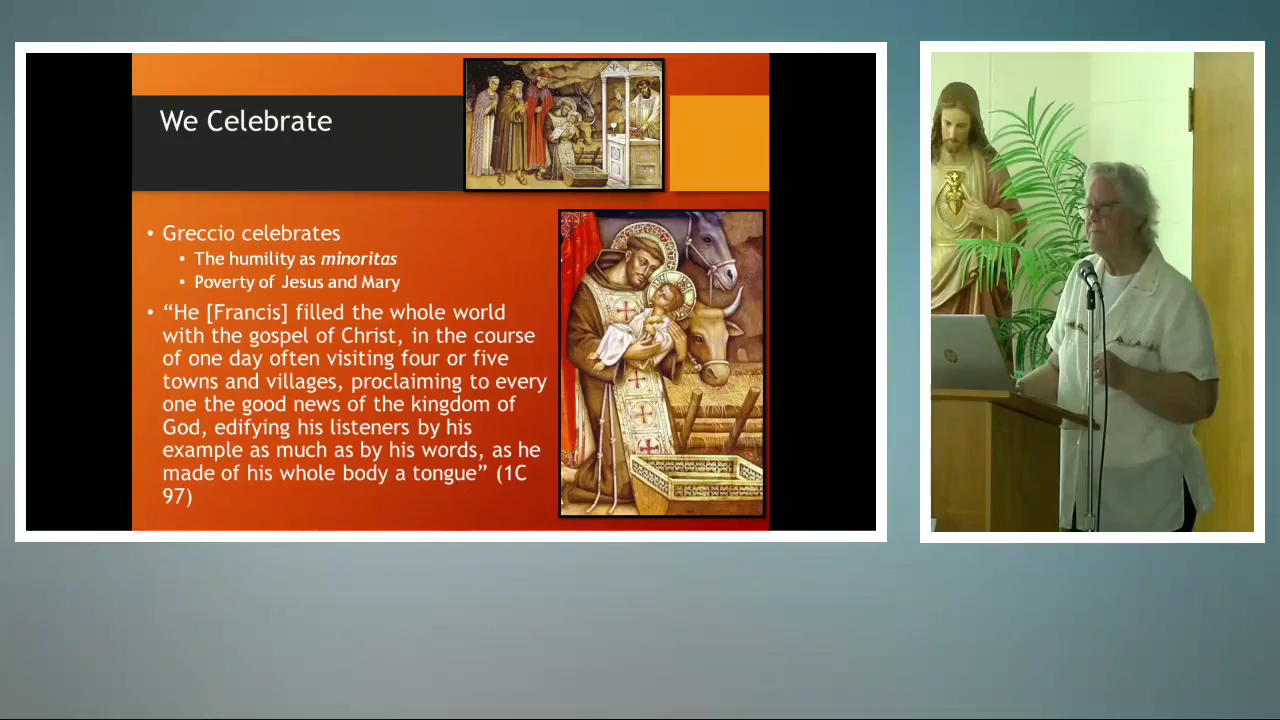 We Celebrate
• Greccio celebrates
• The humility as minoritas
• Poverty of Jesus and Mary
• “He [Francis] filled the whole world
with the gospel of Christ, in the course
of one day often visiting four or five
towns and villages, proclaiming to every
one the good news of the kingdom of
God, edifying his listeners by his
example as much as by his words, as he
made of his whole body a tongue” (1C
97)